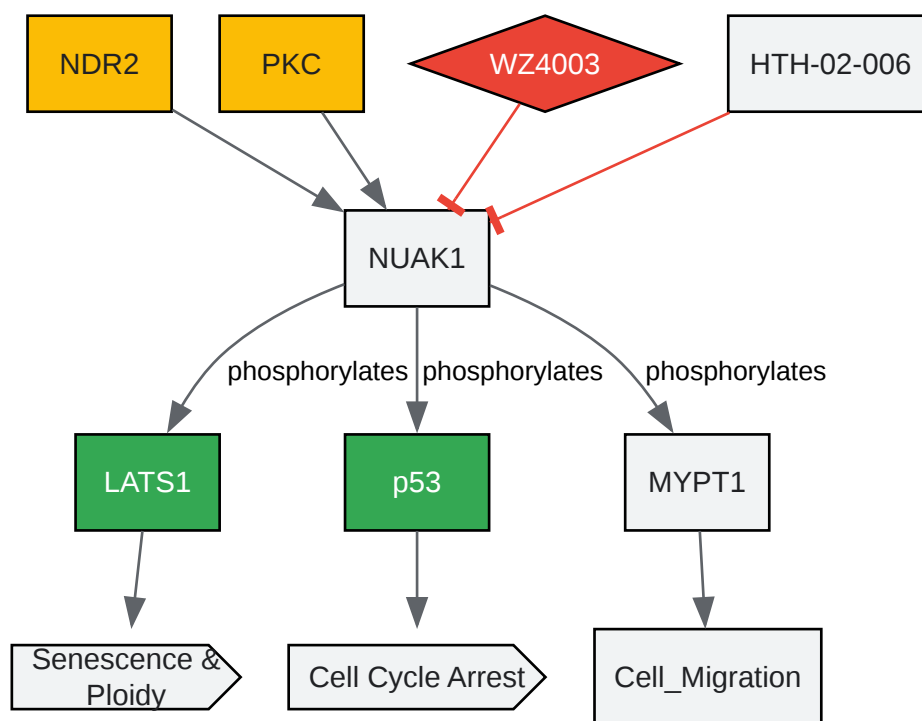 NDR2
PKC
WZ4003
HTH-02-006
NUAK1
phosphorylates
phosphorylates
phosphorylates
LATS1
p53
MYPT1
Senescence &
Ploidy
Cell Cycle Arrest
Cell_Migration